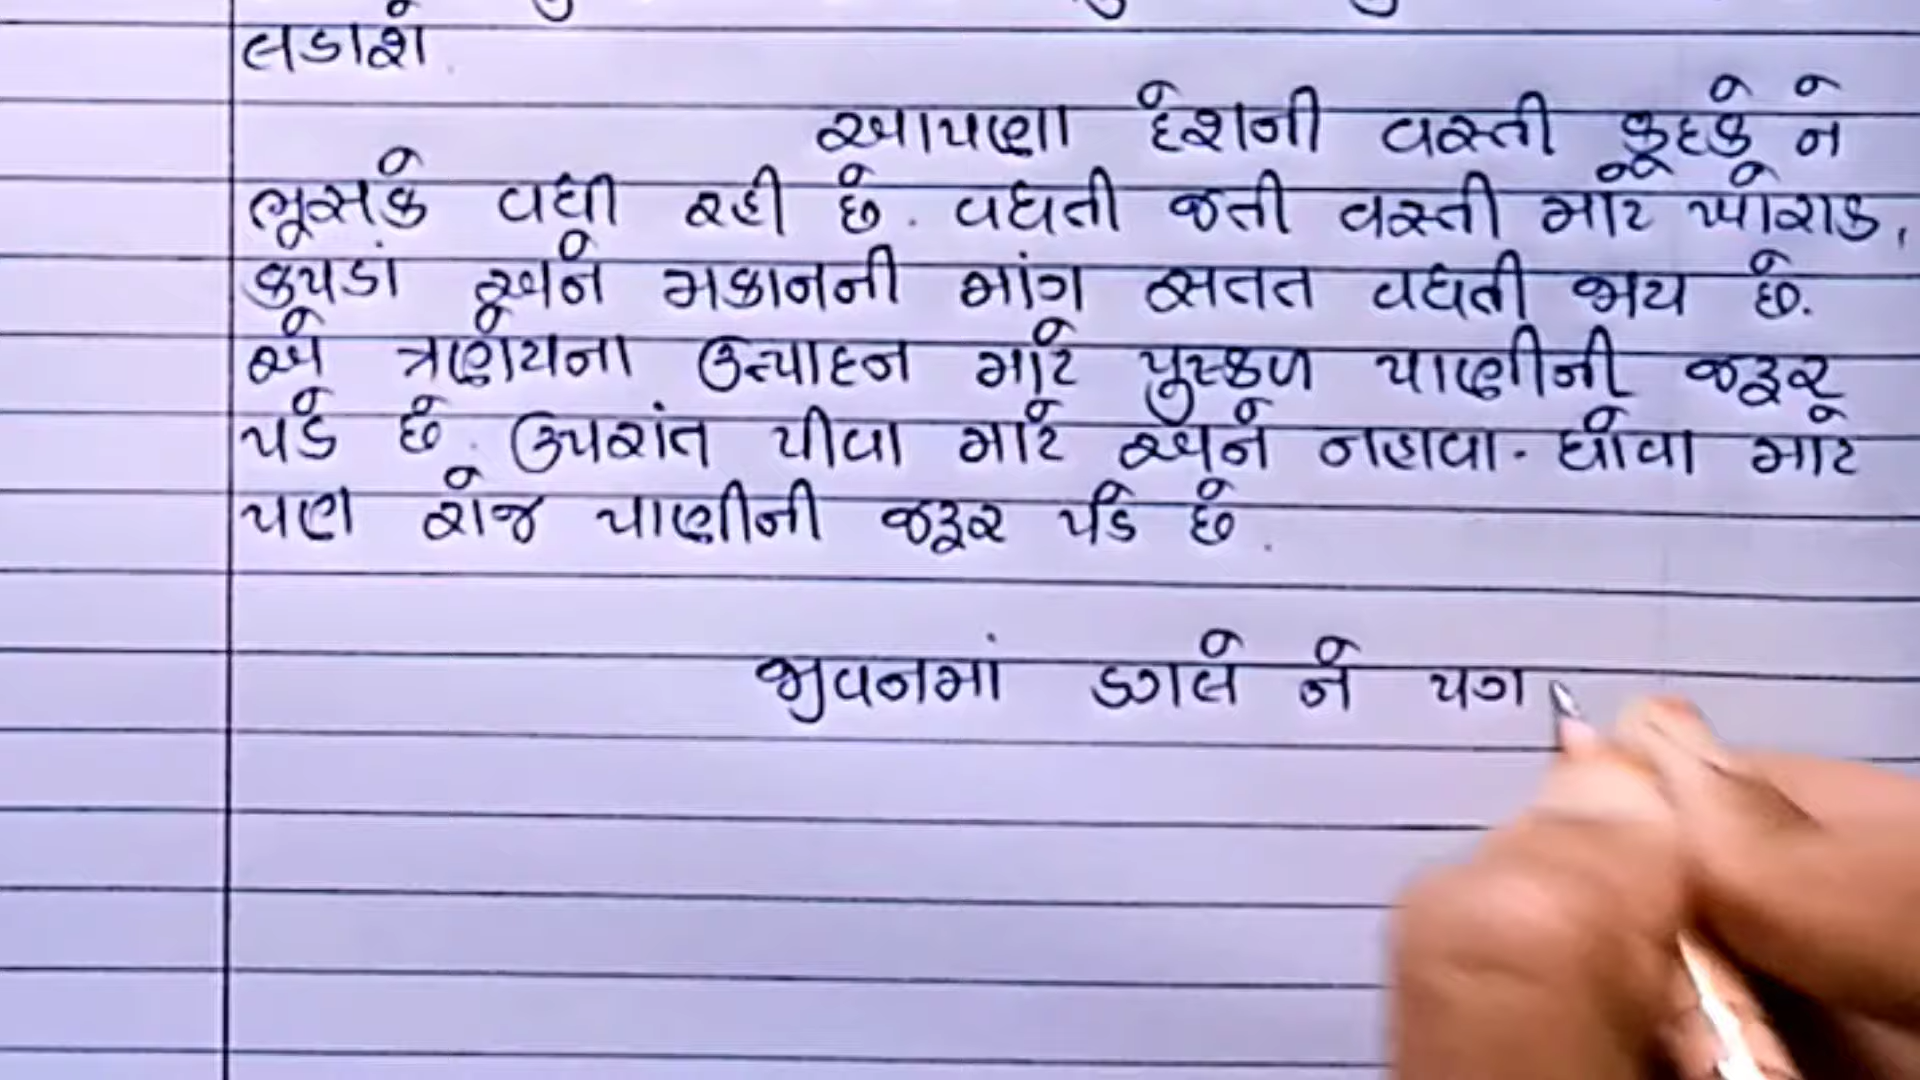 લડાશે.
આપણા દેશની વસ્તી કૂદકે ને
ભૂસકે વધી રહી છે. વધતી જતી વસ્તી માટે ખોરાક,
કપડાં અને મકાનની માંગ સતત વધતી જાય છે.
એ ત્રણેયના ઉત્પાદન માટે પુષ્કળ પાણીની જરૂર
પડે છે. ઉપરાંત પીવા માટે અને નહાવા-ધોવા માટે
પણ રોજ પાણીની જરૂર પડે છે.
જીવનમાં ડગલે ને પગ